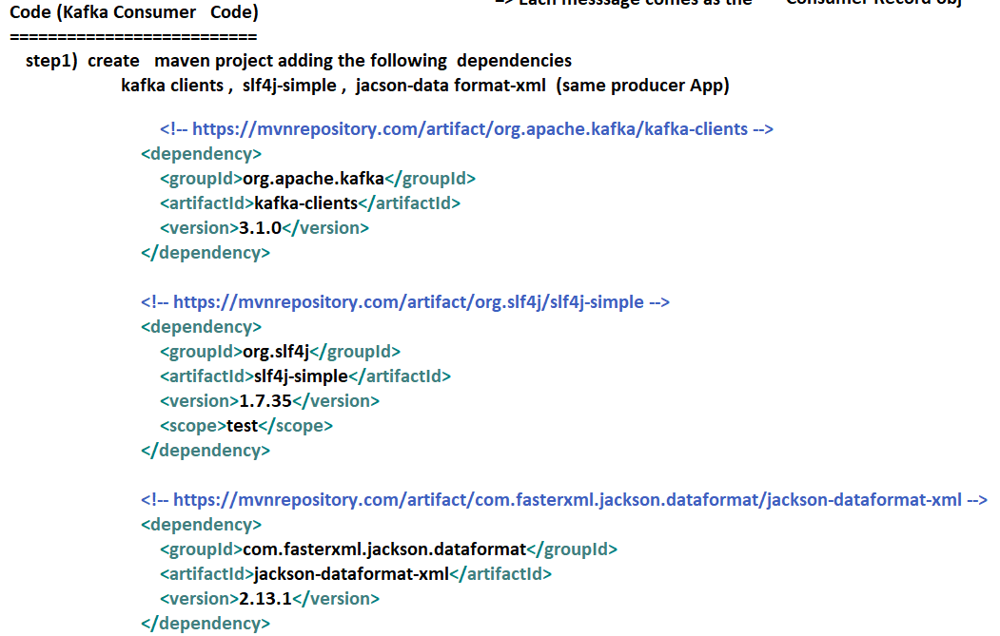 => Each messsage comes as the Consumer Record obj
Code (Kafka Consumer Code)
==========================
step1) create maven project adding the following dependencies
kafka clients , slf4j-simple , jacson-data format-xml (same producer App)
<!-- https://mvnrepository.com/artifact/org.apache.kafka/kafka-clients -->
<dependency>
<groupId>org.apache.kafka</groupId>
<artifactId>kafka-clients</artifactId>
<version>3.1.0</version>
</dependency>
<!-- https://mvnrepository.com/artifact/org.slf4j/slf4j-simple -->
<dependency>
<groupId>org.slf4j</groupId>
<artifactId>slf4j-simple</artifactId>
<version>1.7.35</version>
<scope>test</scope>
</dependency>
<!-- https://mvnrepository.com/artifact/com.fasterxml.jackson.dataformat/jackson-dataformat-xml -->
<dependency>
<groupId>com.fasterxml.jackson.dataformat</groupId>
<artifactId>jackson-dataformat-xml</artifactId>
<version>2.13.1</version>
</dependency>